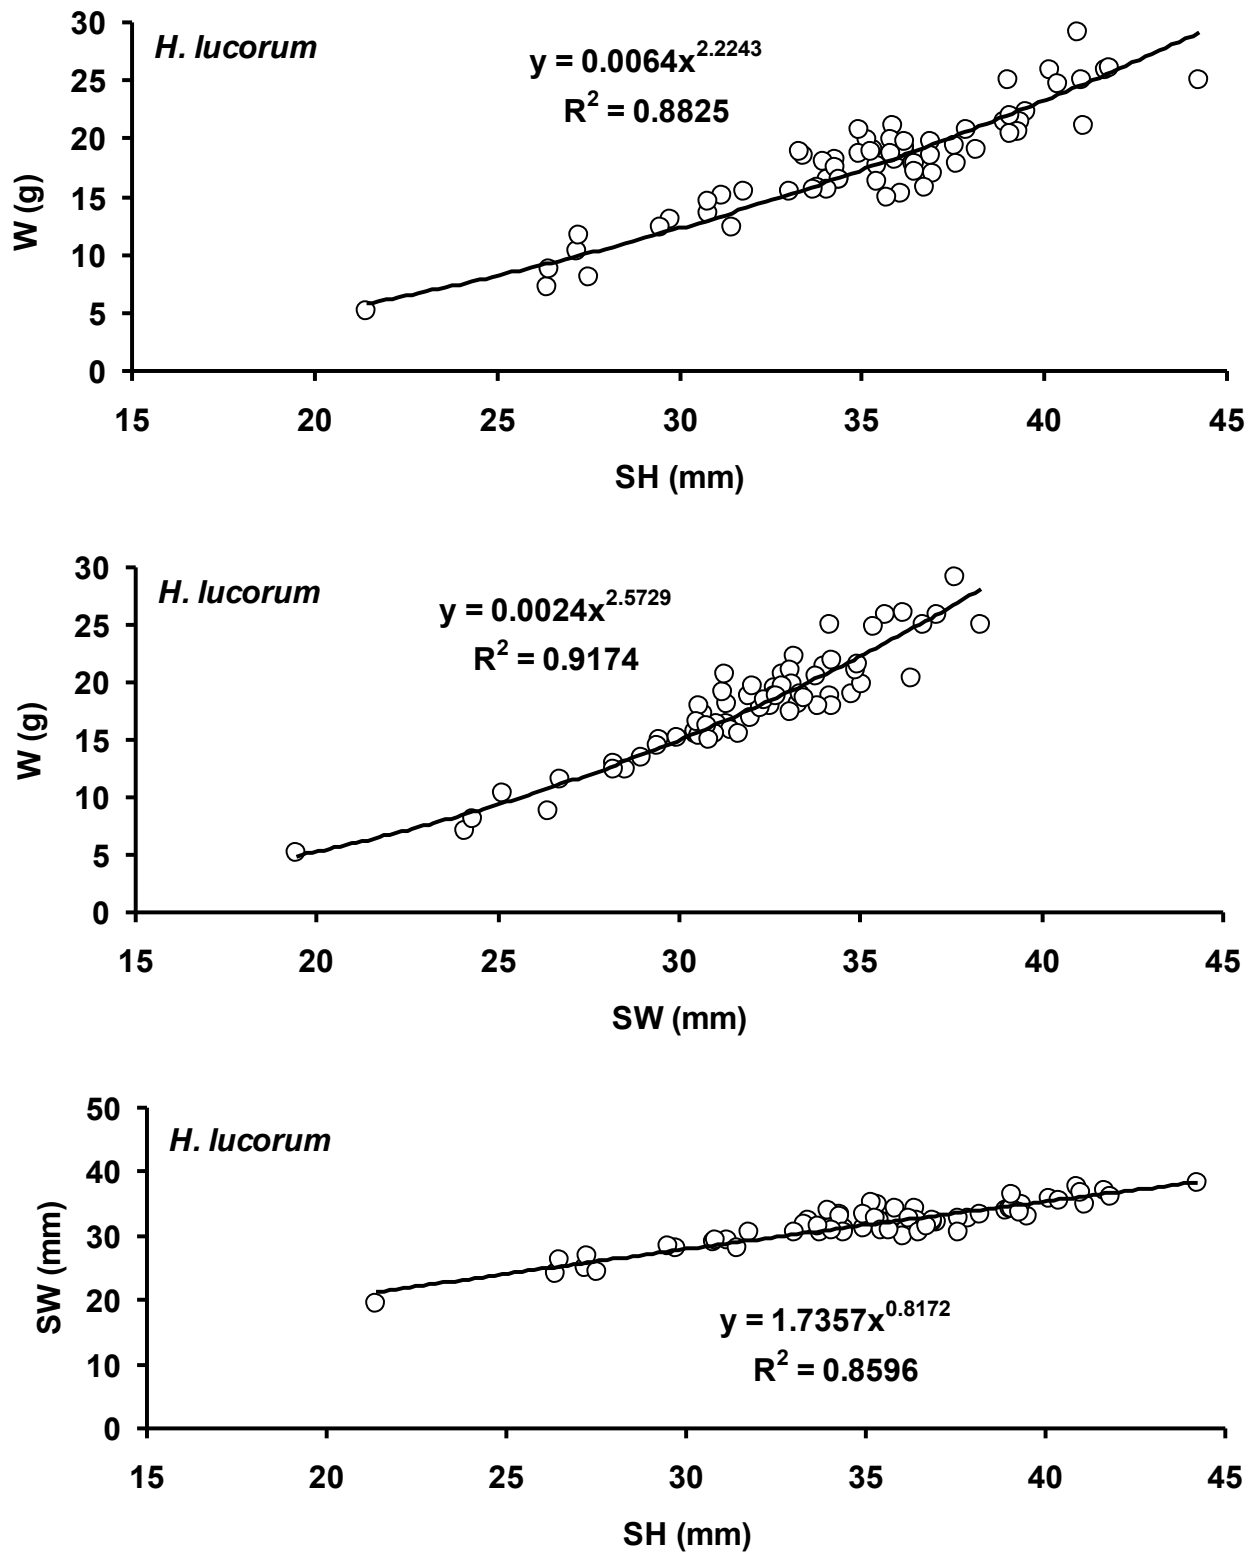 30
H. lucorum
y = 0.0064x^2.2243
25
R² = 0.8825
20
W (g)
15
10
5
0
15 20 25 30 35 40 45
SH (mm)
30
H. lucorum
y = 0.0024x^2.5729
25
R² = 0.9174
20
W (g)
15
10
5
0
15 20 25 30 35 40 45
SW (mm)
50
H. lucorum
40
30
SW (mm)
20
y = 1.7357x^0.8172
10
R² = 0.8596
0
15 20 25 30 35 40 45
SH (mm)